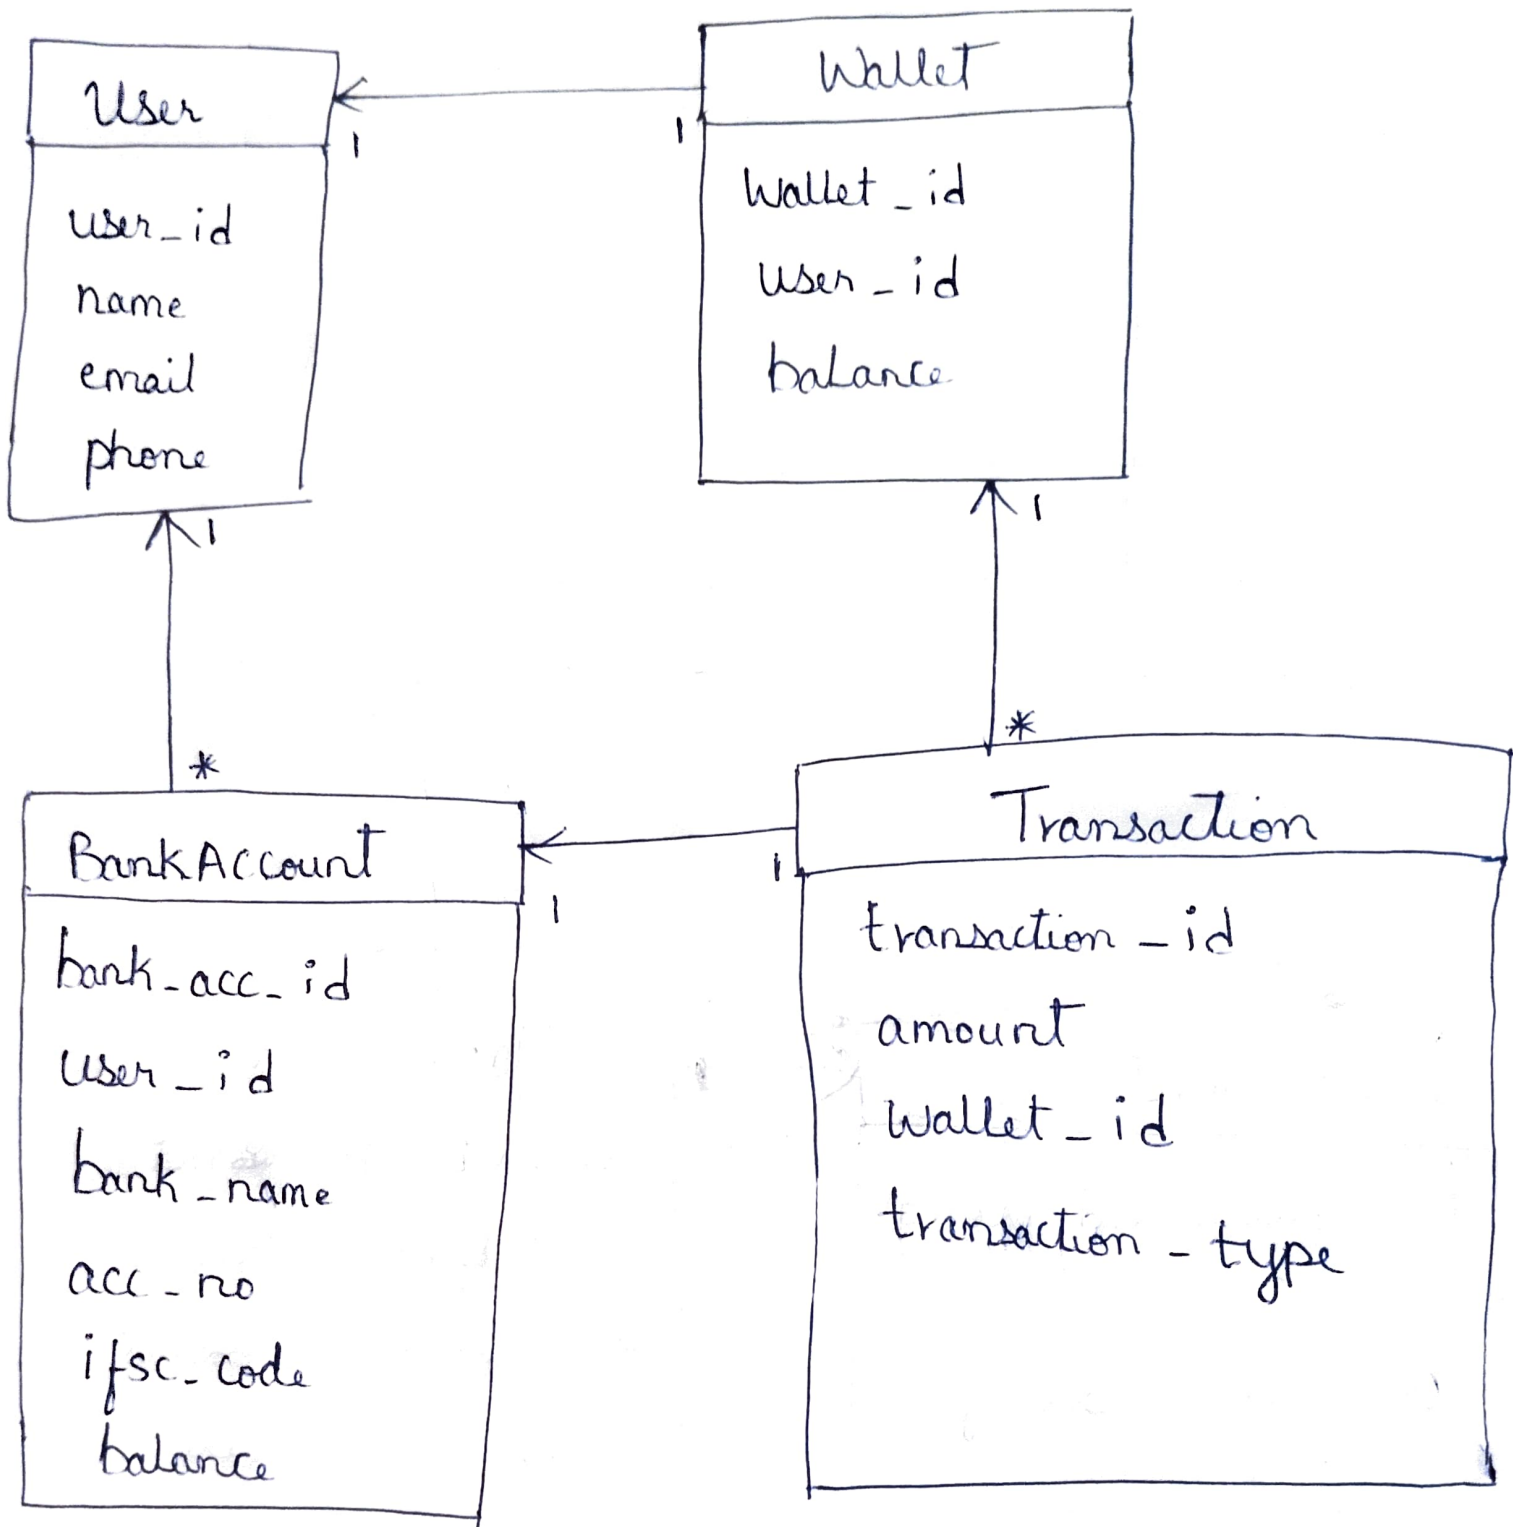 User
1
user_id
name
email
phone
1
Wallet
1
Wallet_id
user_id
balance
1
*
BankAccount
1
bank_acc_id
user_id
bank_name
acc_no
ifsc_code
balance
*
Transaction
1
transaction_id
amount
Wallet_id
transaction_type